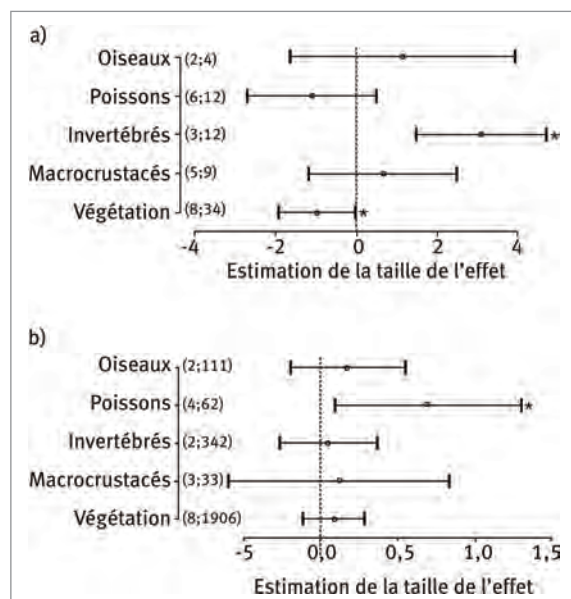 a)
Oiseaux (2;4)
Poissons (6;12)
Invertébrés (3;12) *
Macrocrustacés (5;9)
Végétation (8;34) *
-4 -2 0 2 4
Estimation de la taille de l'effet
b)
Oiseaux (2;111)
Poissons (4;62) *
Invertébrés (2;342)
Macrocrustacés (3;33)
Végétation (8;1906)
-5 0,0 0,5 1,0 1,5
Estimation de la taille de l'effet